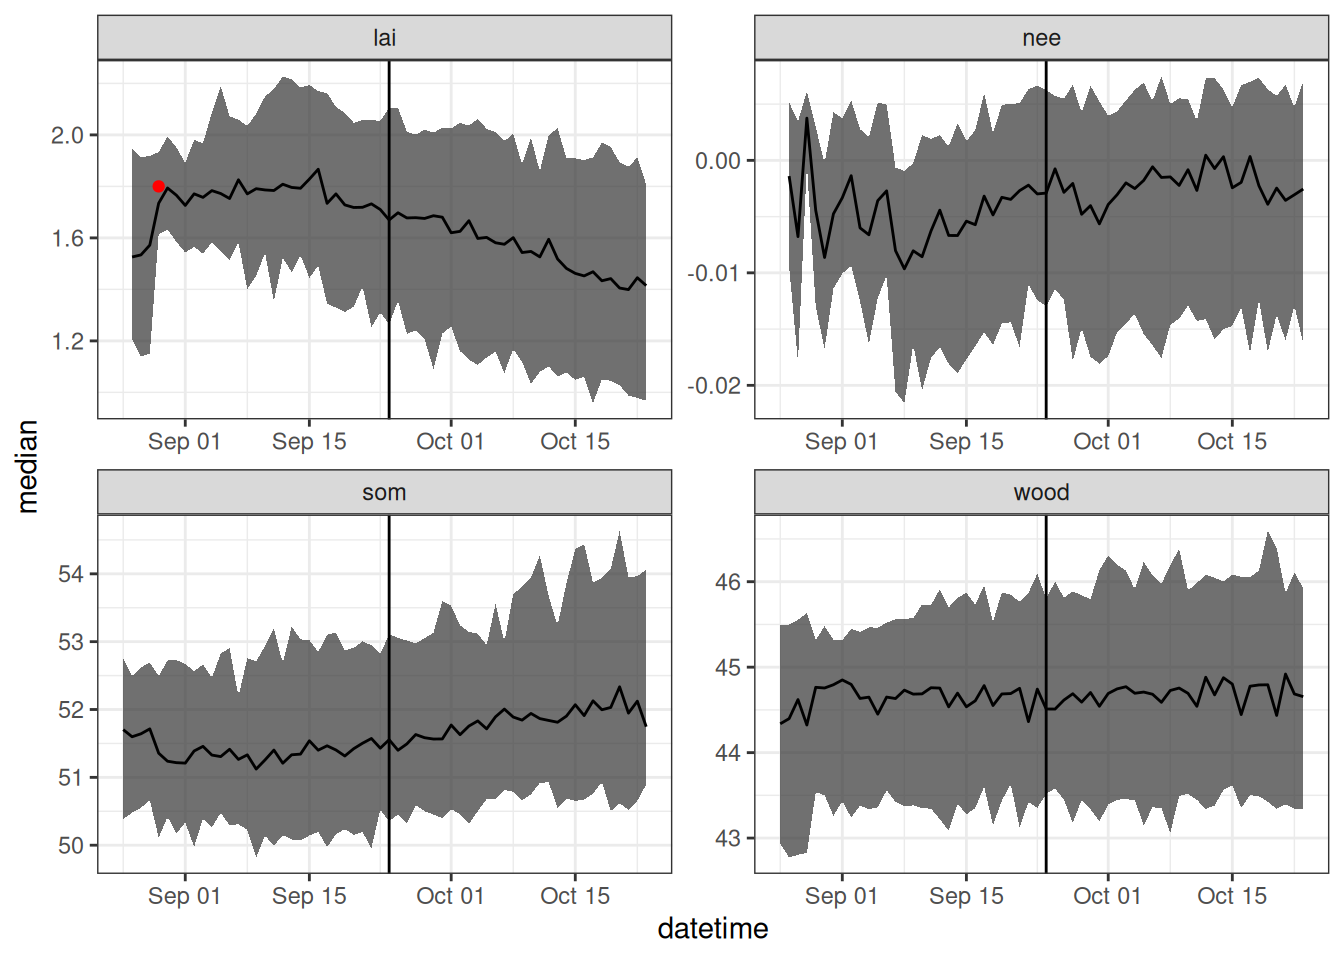 lai
nee
2.0
1.6
1.2
0.00
-0.01
-0.02
Sep 01 Sep 15 Oct 01 Oct 15
Sep 01 Sep 15 Oct 01 Oct 15
som
wood
54
53
52
51
50
46
45
44
43
Sep 01 Sep 15 Oct 01 Oct 15
Sep 01 Sep 15 Oct 01 Oct 15
median
datetime